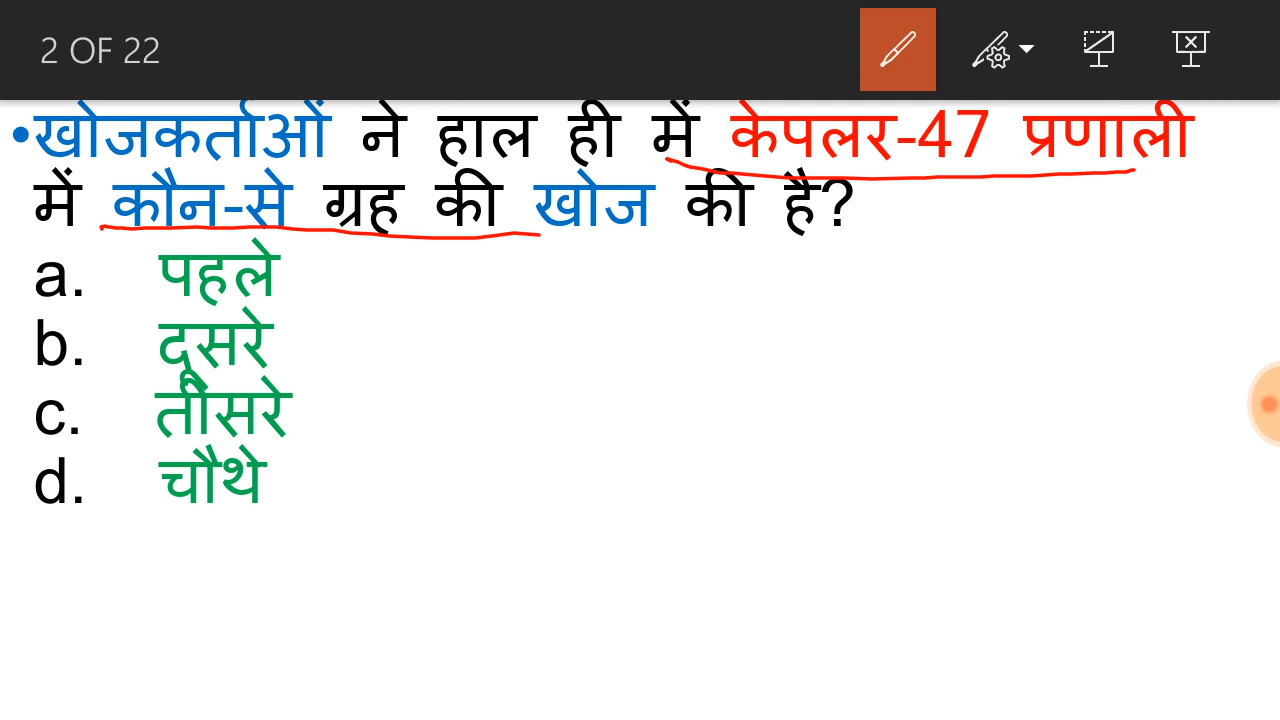 2 OF 22
•खोजकर्ताओं ने हाल ही में केपलर-47 प्रणाली
में कौन-से ग्रह की खोज की है?
a. पहले
b. दूसरे
c. तीसरे
d. चौथे